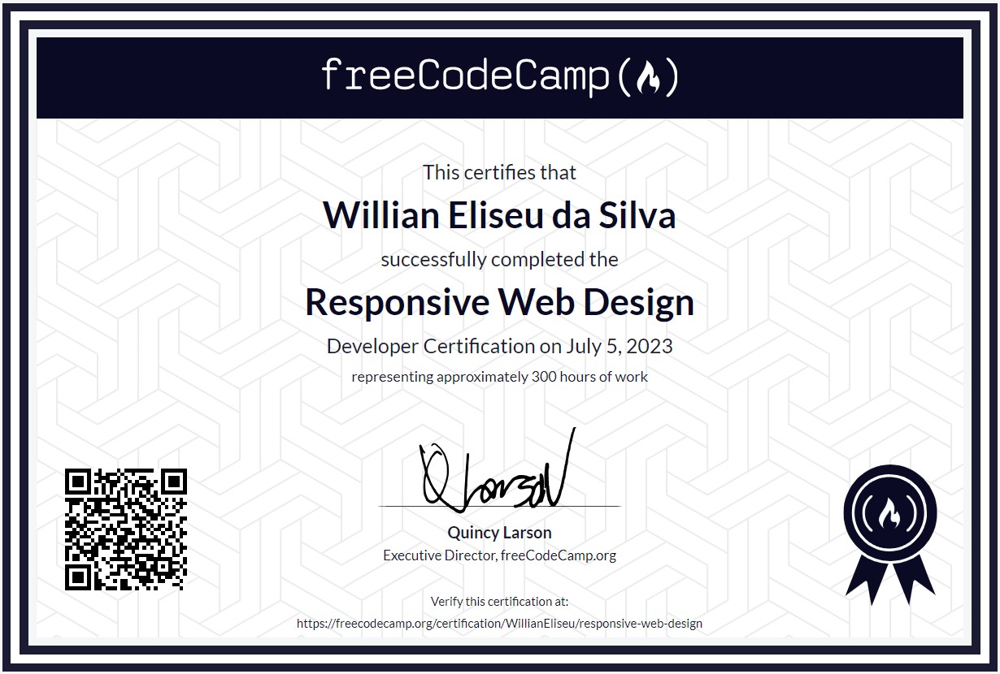 freeCodeCamp
This certifies that
Willian Eliseu da Silva
successfully completed the
Responsive Web Design
Developer Certification on July 5, 2023
representing approximately 300 hours of work
Q Larson
Quincy Larson
Executive Director, freeCodeCamp.org
Verify this certification at:
https://freecodecamp.org/certification/WillianEliseu/responsive-web-design